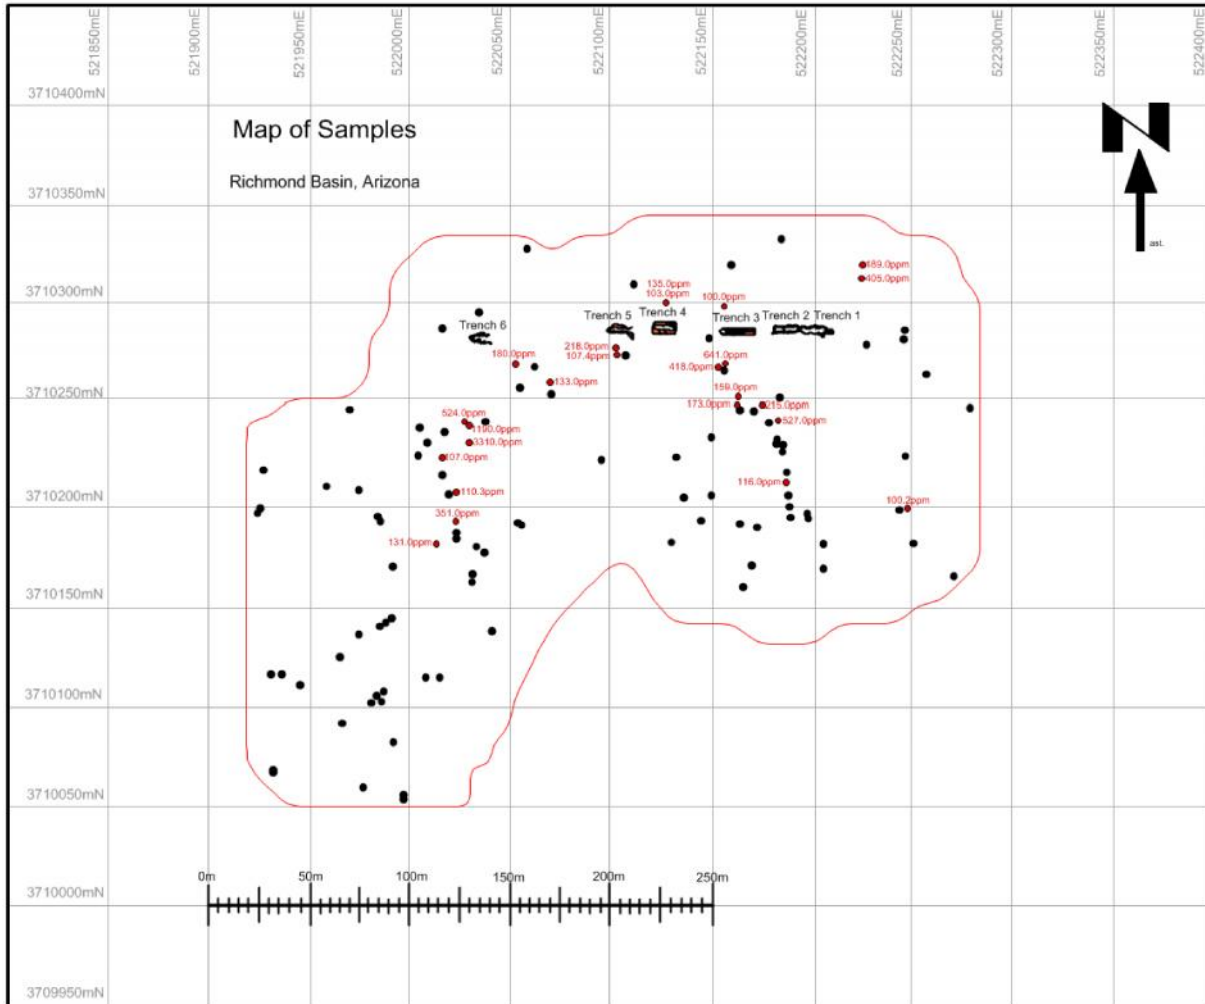 521850mE
521900mE
521950mE
522000mE
522050mE
522100mE
522150mE
522200mE
522250mE
522300mE
522350mE
522400mE
3710400mN
Map of Samples
N
Richmond Basin, Arizona
3710350mN
ast.
489.0ppm
405.0ppm
135.0ppm
103.0ppm
100.0ppm
3710300mN
Trench 6
Trench 5
Trench 4
Trench 3
Trench 2
Trench 1
218.0ppm
107.4ppm
180.0ppm
641.0ppm
418.0ppm
133.0ppm
3710250mN
159.0ppm
173.0ppm
215.0ppm
527.0ppm
524.0ppm
1190.0ppm
3310.0ppm
107.0ppm
116.0ppm
110.3ppm
3710200mN
100.2ppm
351.0ppm
131.0ppm
3710150mN
3710100mN
3710050mN
0m
50m
100m
150m
200m
250m
3710000mN
3709950mN